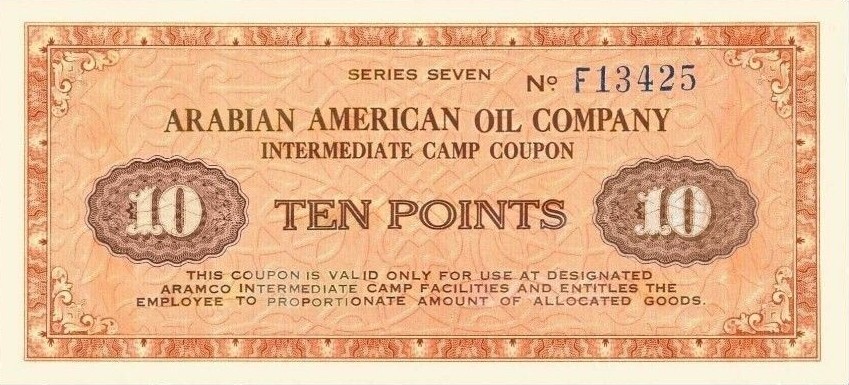 SERIES SEVEN Nº F13425
ARABIAN AMERICAN OIL COMPANY
INTERMEDIATE CAMP COUPON
10 TEN POINTS 10
THIS COUPON IS VALID ONLY FOR USE AT DESIGNATED
ARAMCO INTERMEDIATE CAMP FACILITIES AND ENTITLES THE
EMPLOYEE TO PROPORTIONATE AMOUNT OF ALLOCATED GOODS.